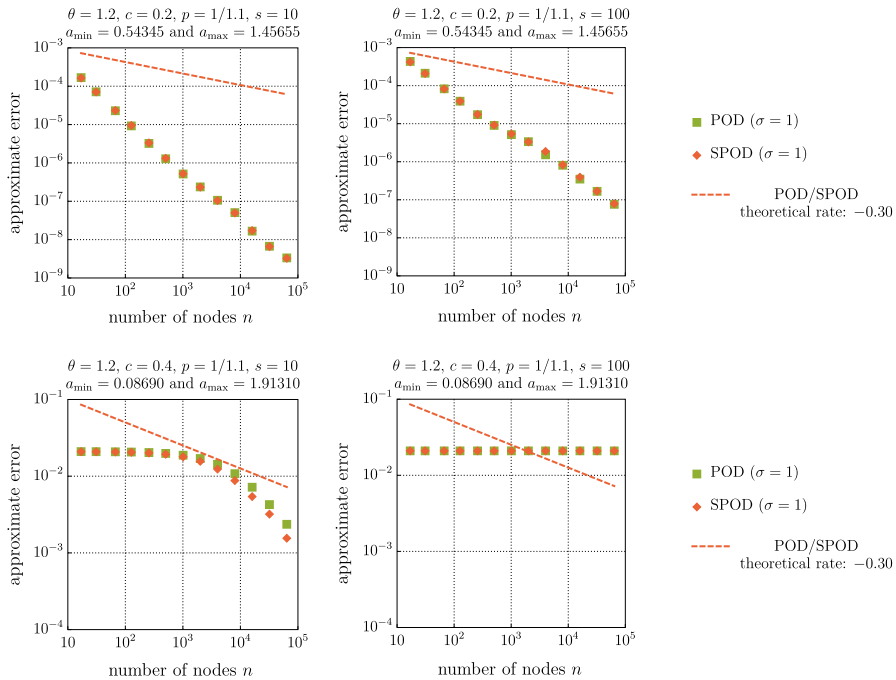 θ = 1.2, c = 0.2, p = 1/1.1, s = 10
a_min = 0.54345 and a_max = 1.45655
10^−3
10^−4
10^−5
10^−6
10^−7
10^−8
10^−9
approximate error
10 10^2 10^3 10^4 10^5
number of nodes n
θ = 1.2, c = 0.2, p = 1/1.1, s = 100
a_min = 0.54345 and a_max = 1.45655
10^−3
10^−4
10^−5
10^−6
10^−7
10^−8
10^−9
approximate error
10 10^2 10^3 10^4 10^5
number of nodes n
POD (σ = 1)
SPOD (σ = 1)
POD/SPOD
theoretical rate: −0.30
θ = 1.2, c = 0.4, p = 1/1.1, s = 10
a_min = 0.08690 and a_max = 1.91310
10^−1
10^−2
10^−3
10^−4
approximate error
10 10^2 10^3 10^4 10^5
number of nodes n
θ = 1.2, c = 0.4, p = 1/1.1, s = 100
a_min = 0.08690 and a_max = 1.91310
10^−1
10^−2
10^−3
10^−4
approximate error
10 10^2 10^3 10^4 10^5
number of nodes n
POD (σ = 1)
SPOD (σ = 1)
POD/SPOD
theoretical rate: −0.30